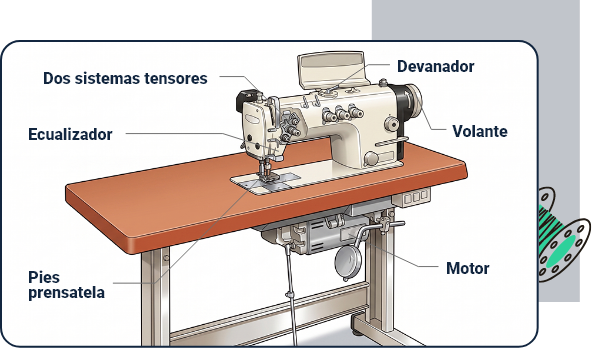 Dos sistemas tensores
Devanador
Ecualizador
Volante
Pies
prensatela
Motor